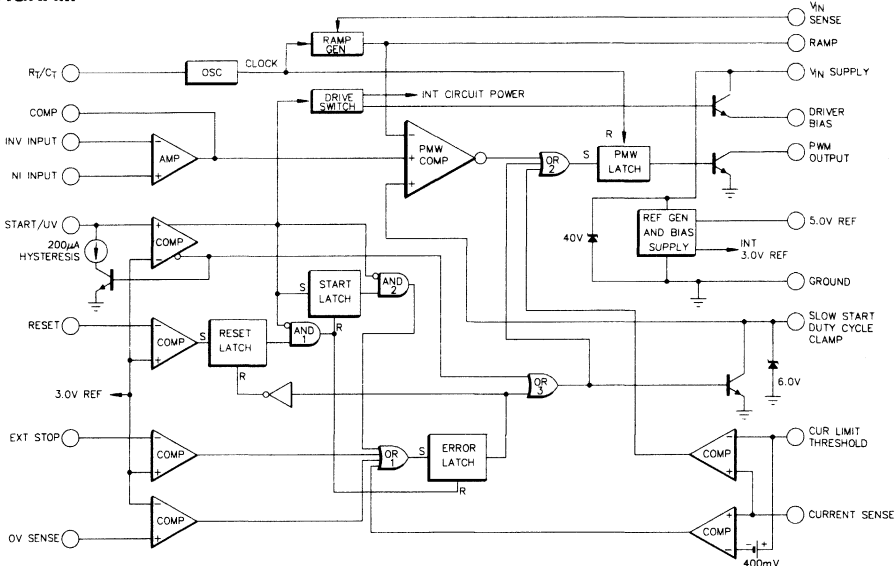 V_IN SENSE
RAMP GEN
RAMP
CLOCK
R_T/C_T
OSC
V_IN SUPPLY
DRIVE SWITCH
INT CIRCUIT POWER
COMP
DRIVER BIAS
INV INPUT
AMP
NI INPUT
−
+
PMW COMP
−
+
+
OR 2
S
R
PMW LATCH
PWM OUTPUT
START/UV
200µA HYSTERESIS
+
−
COMP
40V
REF GEN AND BIAS SUPPLY
5.0V REF
INT 3.0V REF
S
START LATCH
R
AND 2
GROUND
RESET
−
+
COMP
S
RESET LATCH
R
AND 1
SLOW START DUTY CYCLE CLAMP
3.0V REF
OR 3
6.0V
EXT STOP
−
+
COMP
OR 1
S
ERROR LATCH
R
−
+
COMP
CUR LIMIT THRESHOLD
OV SENSE
−
+
COMP
+
−
COMP
CURRENT SENSE
− +
400mV